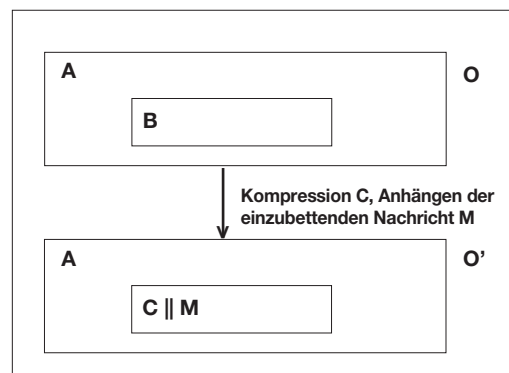 A
O
B
Kompression C, Anhängen der
einzubettenden Nachricht M
A
O’
C || M